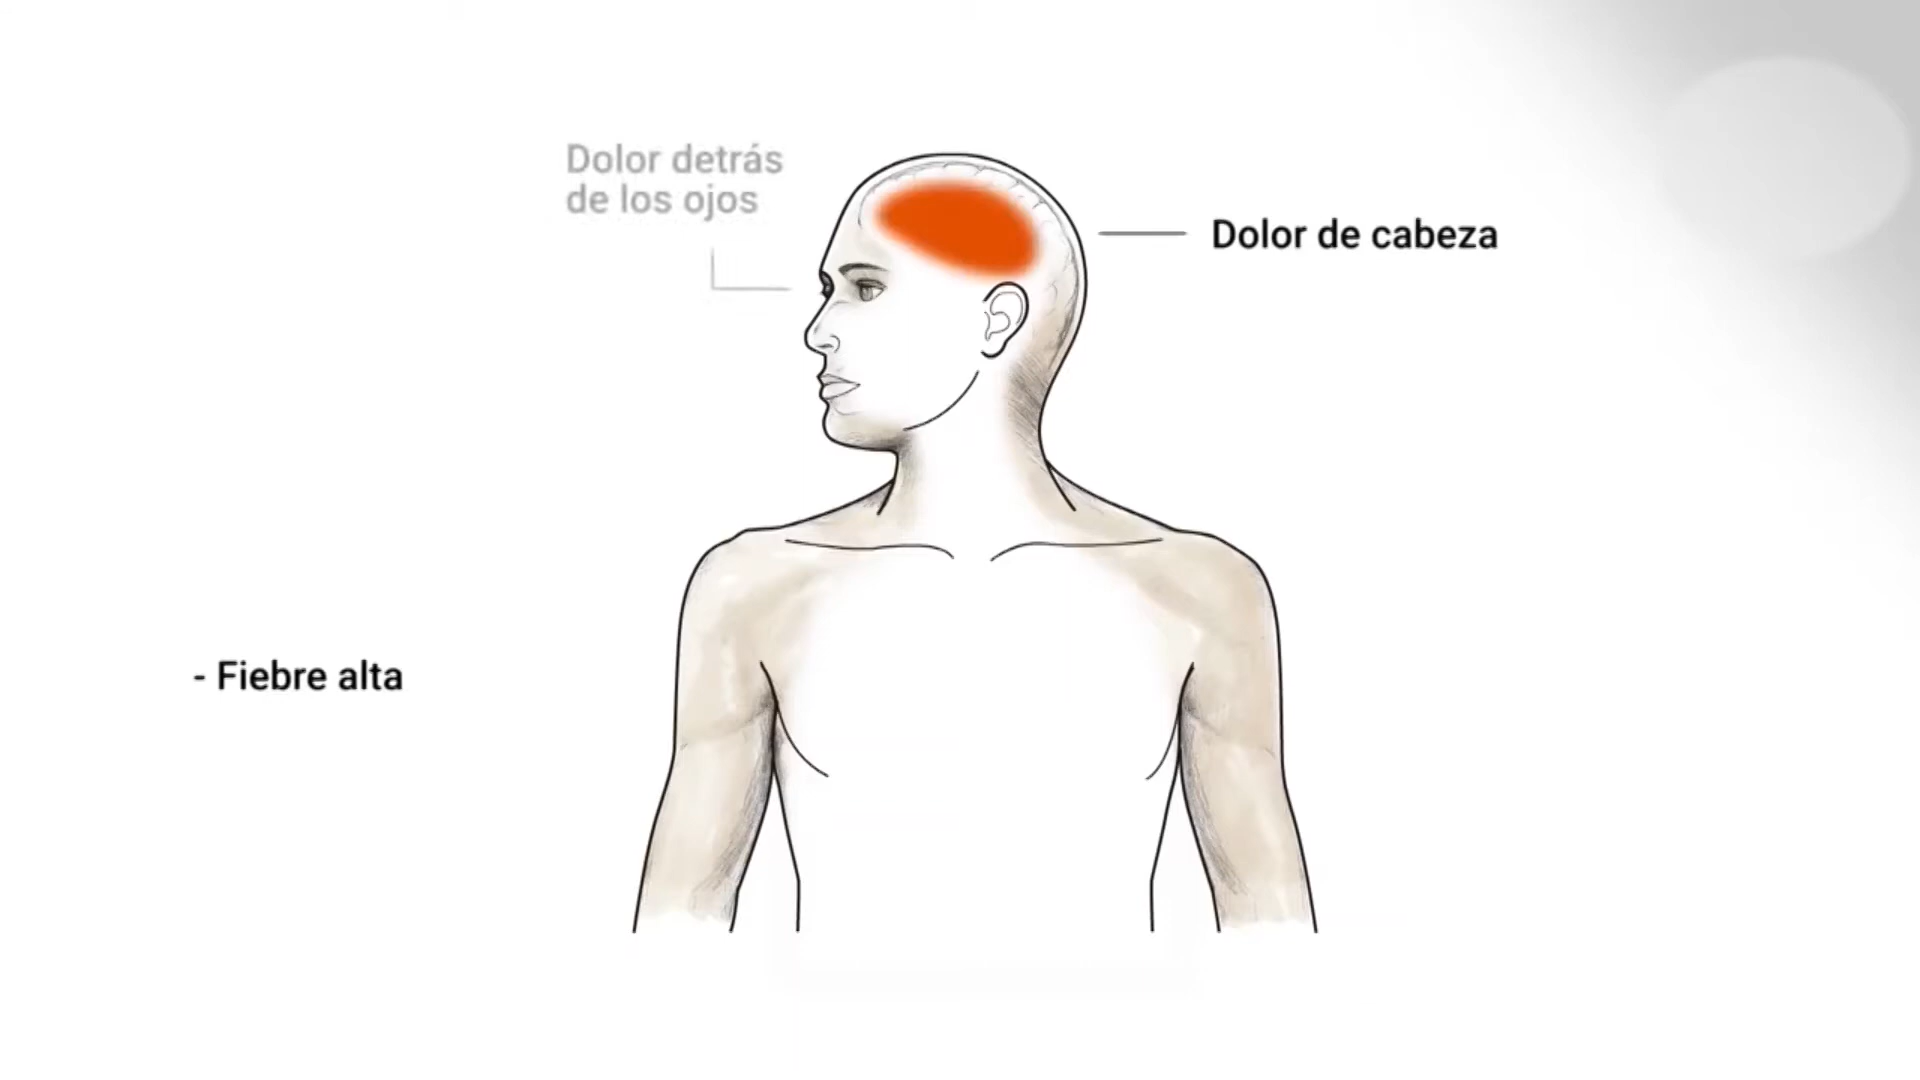 Dolor detrás
de los ojos
Dolor de cabeza
- Fiebre alta